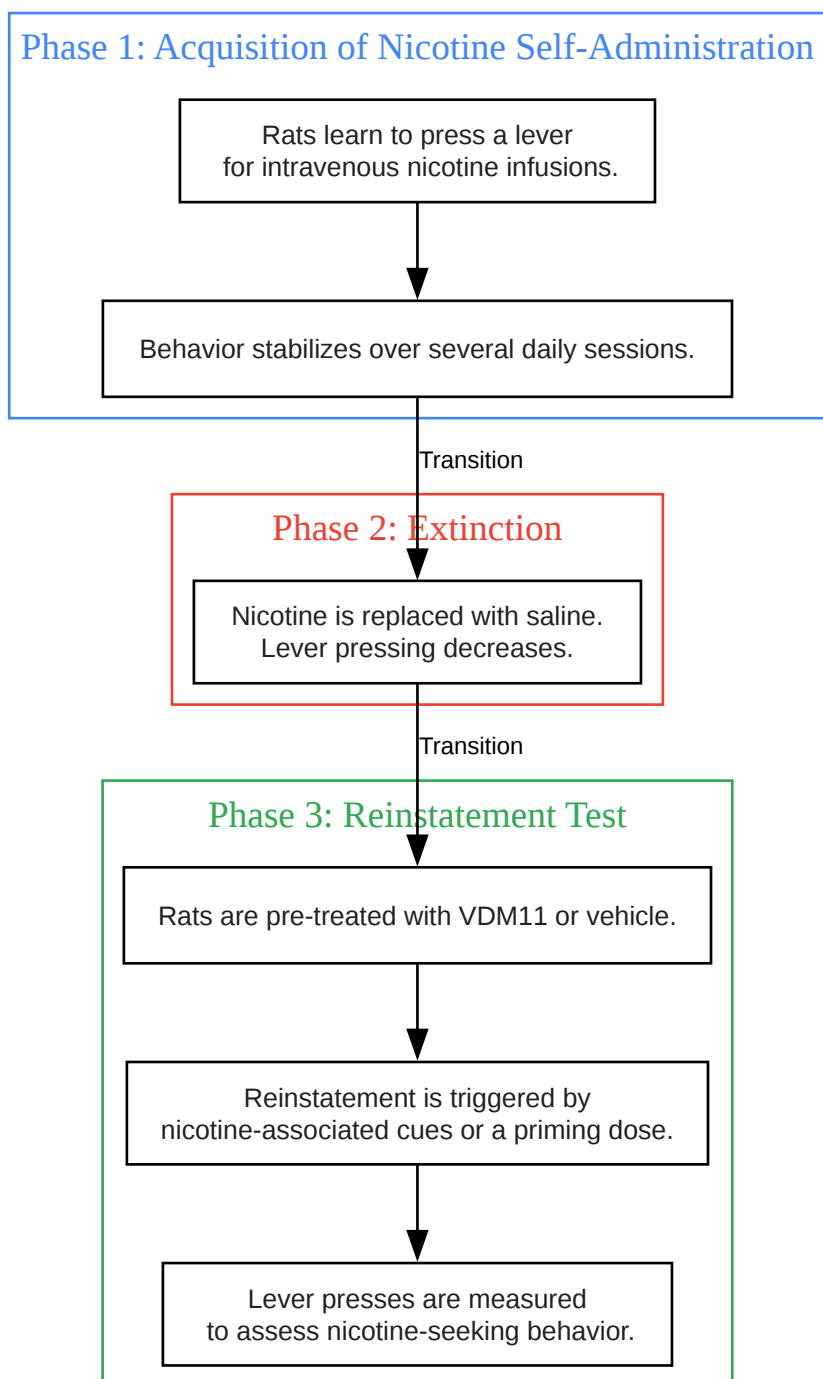 Phase 1: Acquisition of Nicotine Self-Administration
Rats learn to press a lever
for intravenous nicotine infusions.
Behavior stabilizes over several daily sessions.
Transition
Phase 2: Extinction
Nicotine is replaced with saline.
Lever pressing decreases.
Transition
Phase 3: Reinstatement Test
Rats are pre-treated with VDM11 or vehicle.
Reinstatement is triggered by
nicotine-associated cues or a priming dose.
Lever presses are measured
to assess nicotine-seeking behavior.